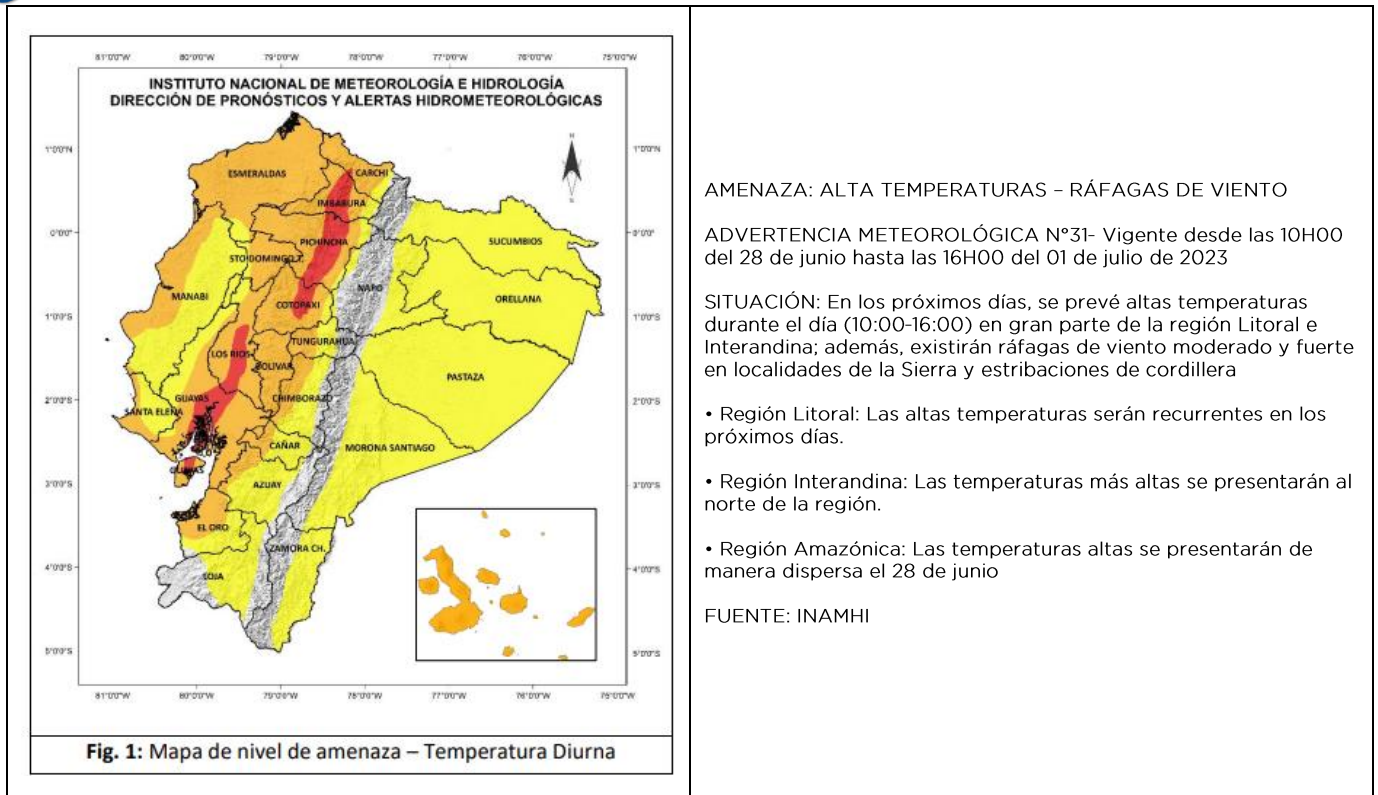 81°0'0"W 80°0'0"W 79°0'0"W 78°0'0"W 77°0'0"W 76°0'0"W 75°0'0"W
INSTITUTO NACIONAL DE METEOROLOGÍA E HIDROLOGÍA
DIRECCIÓN DE PRONÓSTICOS Y ALERTAS HIDROMETEOROLÓGICAS
N
1°0'0"N 1°0'0"N
ESMERALDAS
CARCHI
IMBABURA
0°0'0" 0°0'0"
PICHINCHA
SUCUMBIOS
STO DOMINGO T.
NAPO
MANABI
COTOPAXI
ORELLANA
1°0'0"S 1°0'0"S
TUNGURAHUA
LOS RIOS
BOLIVAR
PASTAZA
GUAYAS
CHIMBORAZO
2°0'0"S 2°0'0"S
SANTA ELENA
CAÑAR
MORONA SANTIAGO
GUAYAS
3°0'0"S 3°0'0"S
AZUAY
EL ORO
ZAMORA CH.
4°0'0"S 4°0'0"S
LOJA
5°0'0"S 5°0'0"S
81°0'0"W 80°0'0"W 79°0'0"W 78°0'0"W 77°0'0"W 76°0'0"W 75°0'0"W
Fig. 1: Mapa de nivel de amenaza – Temperatura Diurna
AMENAZA: ALTA TEMPERATURAS – RÁFAGAS DE VIENTO
ADVERTENCIA METEOROLÓGICA N°31- Vigente desde las 10H00
del 28 de junio hasta las 16H00 del 01 de julio de 2023
SITUACIÓN: En los próximos días, se prevé altas temperaturas
durante el día (10:00-16:00) en gran parte de la región Litoral e
Interandina; además, existirán ráfagas de viento moderado y fuerte
en localidades de la Sierra y estribaciones de cordillera
• Región Litoral: Las altas temperaturas serán recurrentes en los
próximos días.
• Región Interandina: Las temperaturas más altas se presentarán al
norte de la región.
• Región Amazónica: Las temperaturas altas se presentarán de
manera dispersa el 28 de junio
FUENTE: INAMHI